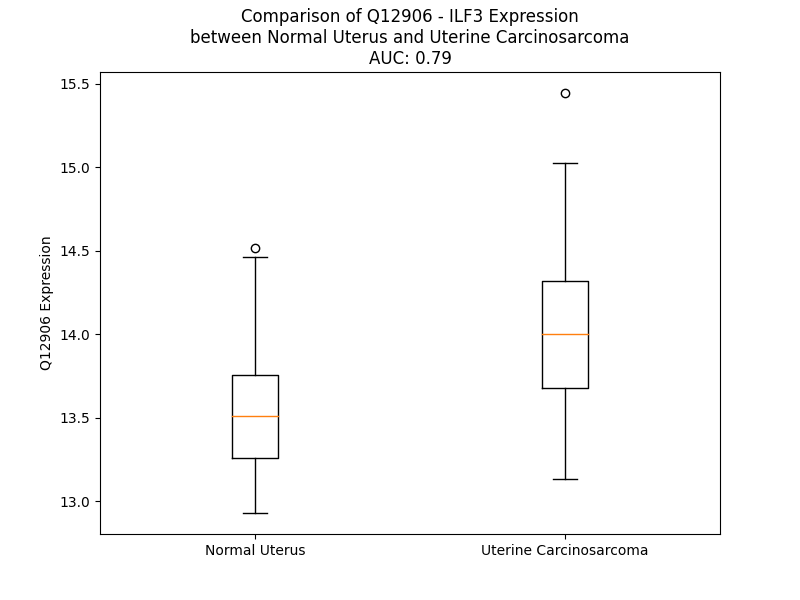 Comparison of Q12906 - ILF3 Expression
between Normal Uterus and Uterine Carcinosarcoma
AUC: 0.79
15.5
15.0
14.5
14.0
13.5
13.0
Q12906 Expression
Normal Uterus
Uterine Carcinosarcoma